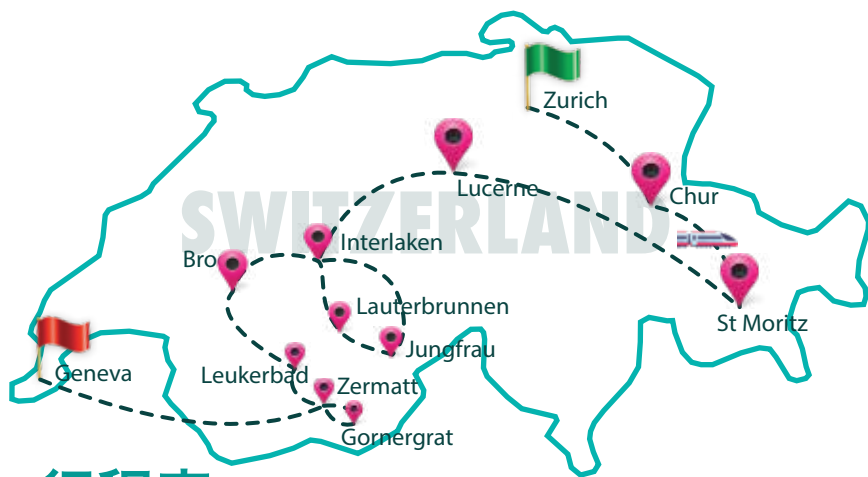 Zurich
Chur
Lucerne
SWITZERLAND
Interlaken
Bro
Lauterbrunnen
St Moritz
Jungfrau
Geneva
Leukerbad
Zermatt
Gornergrat